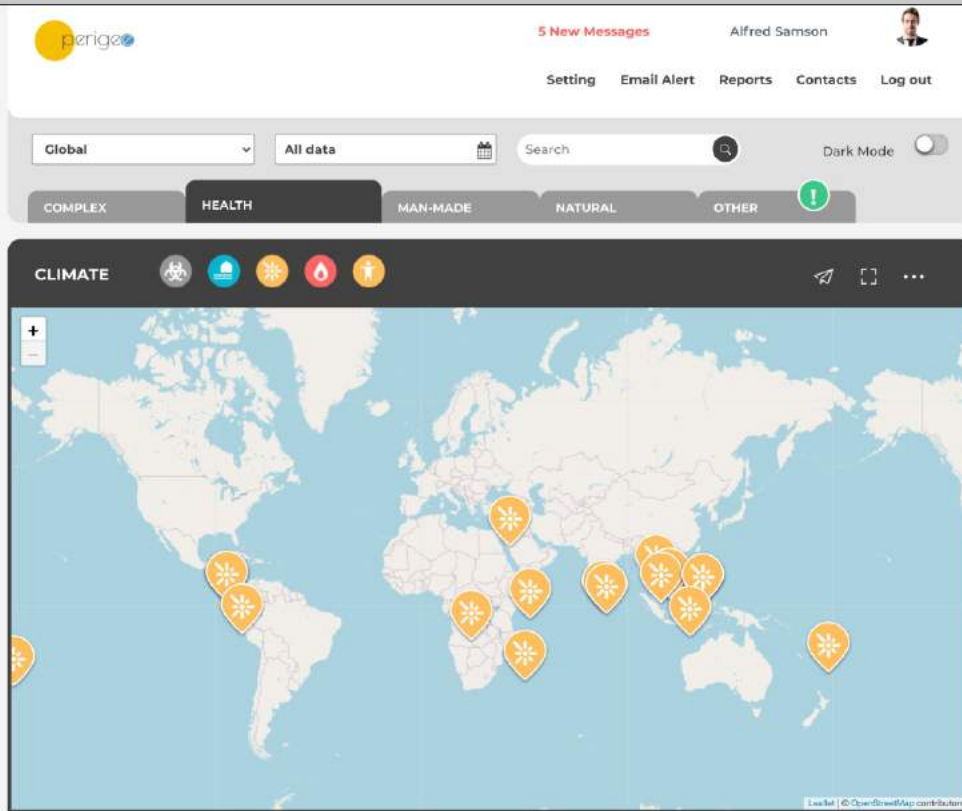 perigeo
5 New Messages
Alfred Samson
Setting Email Alert Reports Contacts Log out
Global
All data
Search
Dark Mode
COMPLEX HEALTH MAN-MADE NATURAL OTHER !
CLIMATE
+
−
Leaflet | © OpenStreetMap contributors